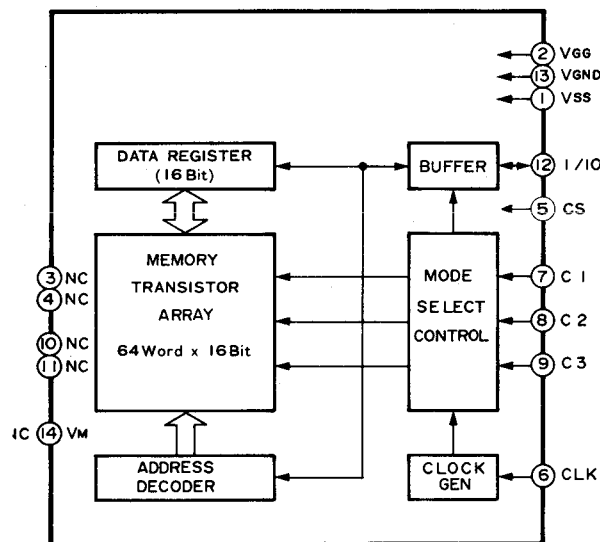 2 VGG
13 VGND
1 VSS
DATA REGISTER
(16 Bit)
BUFFER
12 I/IO
5 CS
MEMORY
TRANSISTOR
ARRAY
64 Word x 16 Bit
MODE
SELECT
CONTROL
3 NC
4 NC
10 NC
11 NC
7 C1
8 C2
9 C3
NC 14 VM
ADDRESS
DECODER
CLOCK
GEN
6 CLK